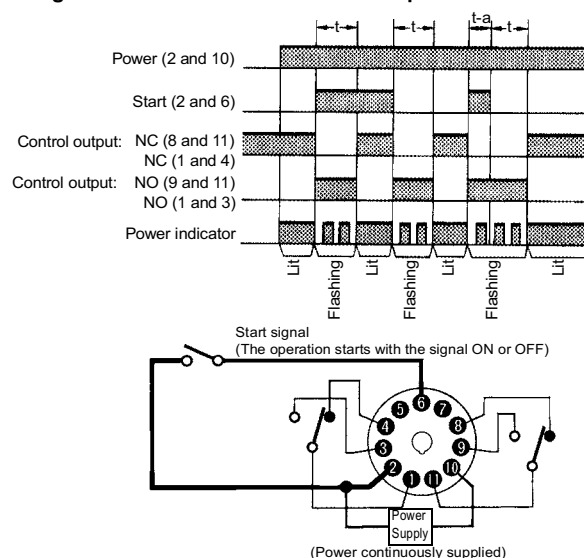 t t t-a t
Power (2 and 10)
Start (2 and 6)
Control output: NC (8 and 11)
NC (1 and 4)
Control output: NO (9 and 11)
NO (1 and 3)
Power indicator
Lit Flashing Lit Flashing Lit Flashing Lit
Start signal
(The operation starts with the signal ON or OFF)
6
5 7
4 8
3 9
2 10
1 11
Power
Supply
(Power continuously supplied)